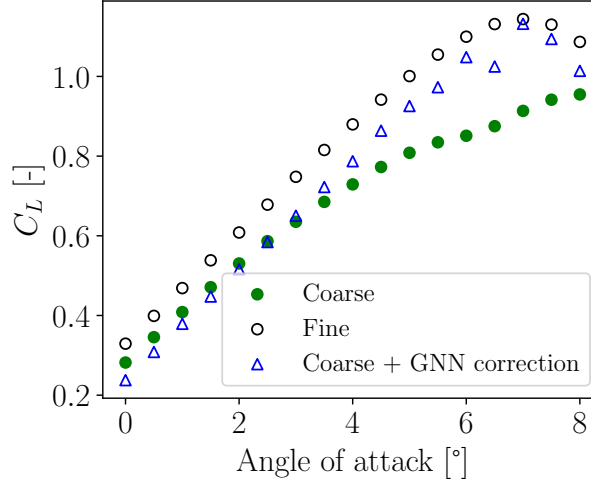 1.0
0.8
0.6
0.4
0.2
C_L [-]
Coarse
Fine
Coarse + GNN correction
0 2 4 6 8
Angle of attack [°]